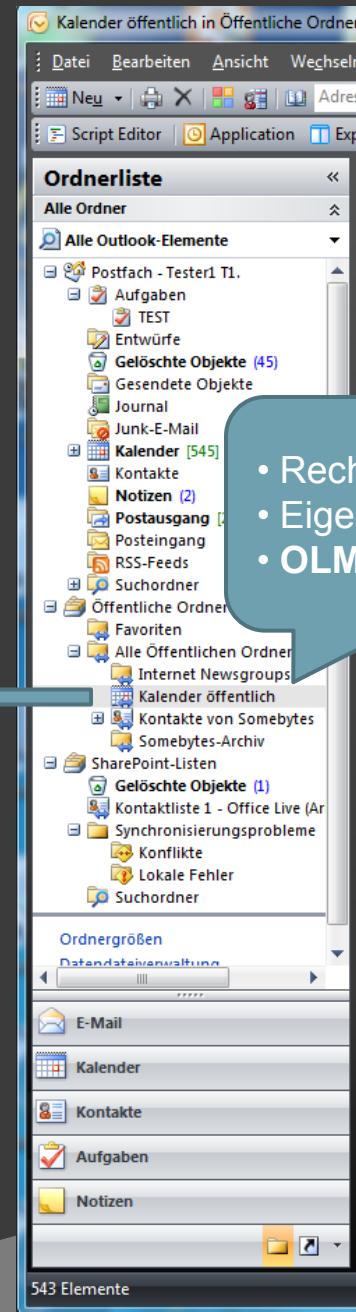 Kalender öffentlich in Öffentliche Ordner
Datei Bearbeiten Ansicht Wechseln
Neu
Script Editor Application
Ordnerliste
Alle Ordner
Alle Outlook-Elemente
Postfach - Tester1 T1.
Aufgaben
TEST
Entwürfe
Gelöschte Objekte (45)
Gesendete Objekte
Journal
Junk-E-Mail
Kalender [545]
Kontakte
Notizen (2)
Postausgang
Posteingang
RSS-Feeds
Suchordner
Öffentliche Ordner
Favoriten
Alle Öffentlichen Ordner
Internet Newsgroups
Kalender öffentlich
Kontakte von Somebytes
Somebytes-Archiv
SharePoint-Listen
Gelöschte Objekte (1)
Kontaktliste 1 - Office Live (Ar
Synchronisierungsprobleme
Konflikte
Lokale Fehler
Suchordner
• Rech
• Eige
• OLM
Ordnergrößen
Datendateiverwaltung
E-Mail
Kalender
Kontakte
Aufgaben
Notizen
543 Elemente